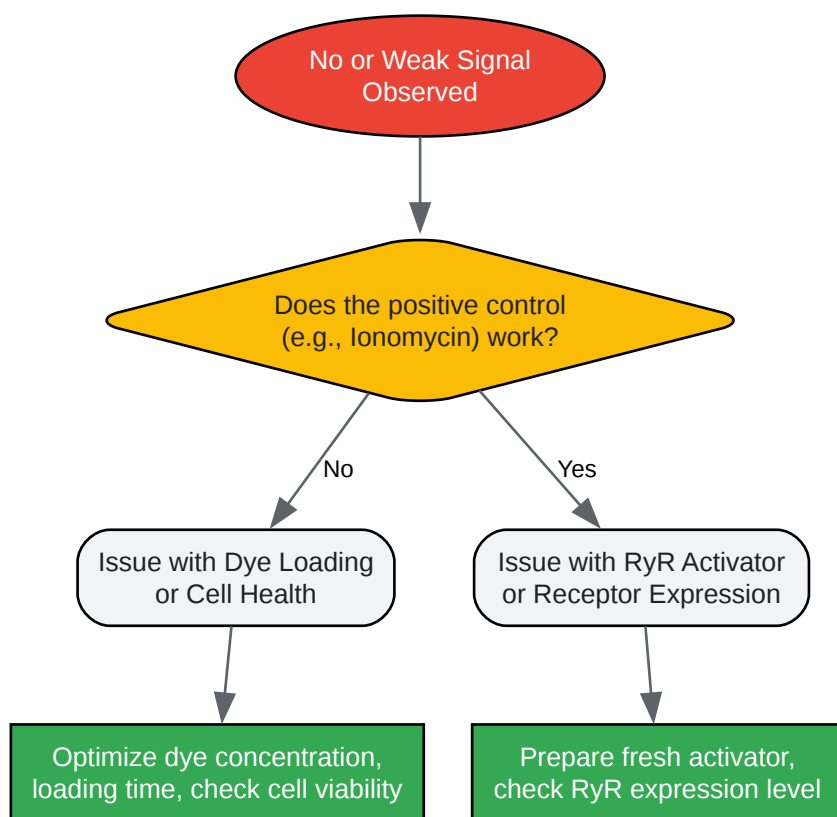 No or Weak Signal
Observed
Does the positive control
(e.g., Ionomycin) work?
No
Yes
Issue with Dye Loading
or Cell Health
Issue with RyR Activator
or Receptor Expression
Optimize dye concentration,
loading time, check cell viability
Prepare fresh activator,
check RyR expression level